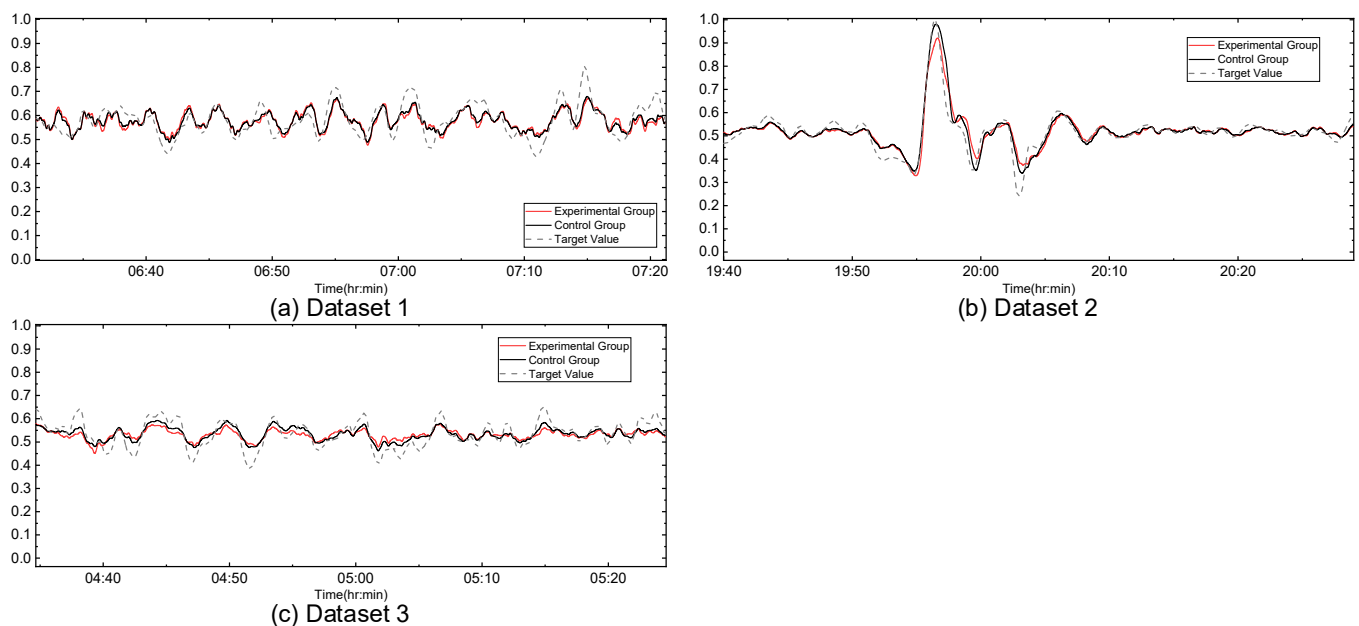 1.0
0.9
0.8
0.7
0.6
0.5
0.4
0.3
0.2
0.1
0.0
Experimental Group
Control Group
Target Value
06:40 06:50 07:00 07:10 07:20
Time(hr:min)
(a) Dataset 1
1.0
0.9
0.8
0.7
0.6
0.5
0.4
0.3
0.2
0.1
0.0
Experimental Group
Control Group
Target Value
19:40 19:50 20:00 20:10 20:20
Time(hr:min)
(b) Dataset 2
1.0
0.9
0.8
0.7
0.6
0.5
0.4
0.3
0.2
0.1
0.0
Experimental Group
Control Group
Target Value
04:40 04:50 05:00 05:10 05:20
Time(hr:min)
(c) Dataset 3